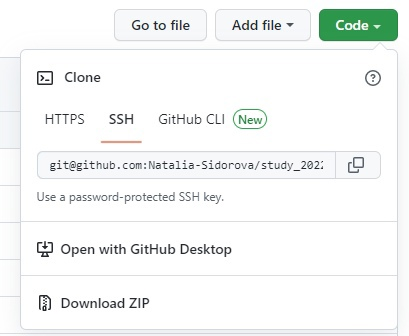 Go to file Add file Code
Clone
HTTPS SSH GitHub CLI New
git@github.com:Natalia-Sidorova/study_2022
Use a password-protected SSH key.
Open with GitHub Desktop
Download ZIP